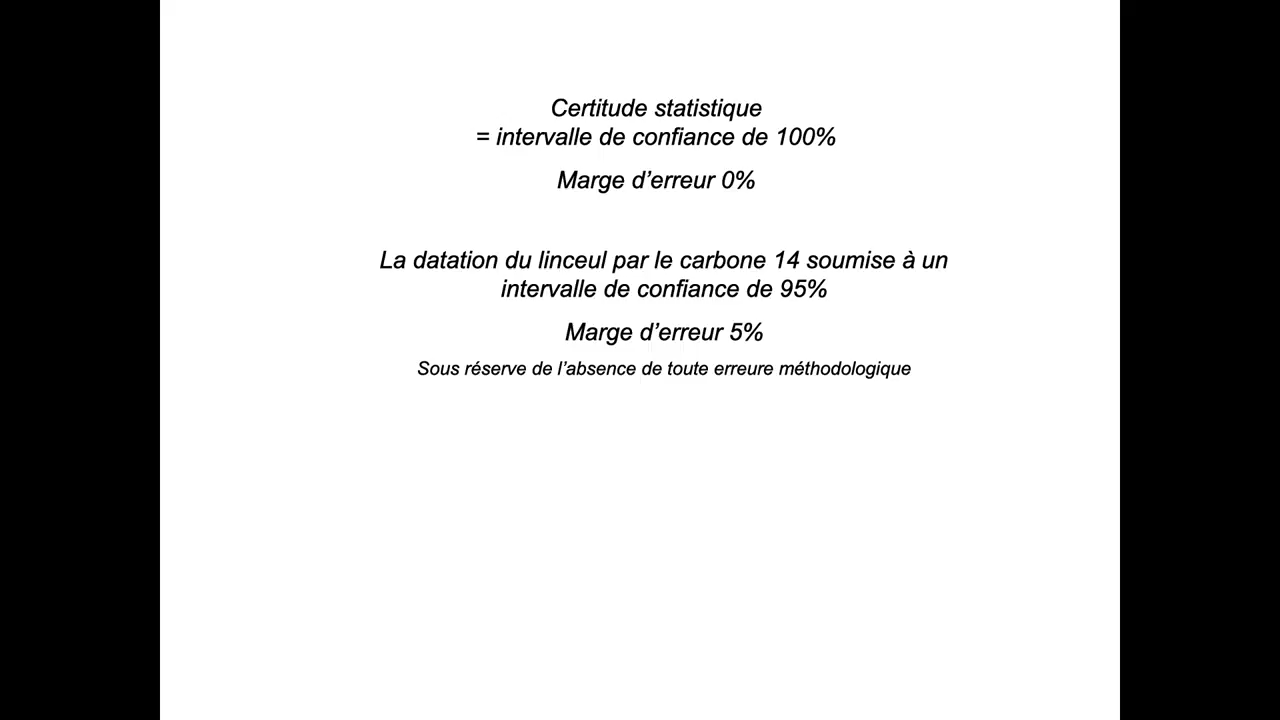 Certitude statistique
= intervalle de confiance de 100%
Marge d’erreur 0%
La datation du linceul par le carbone 14 soumise à un
intervalle de confiance de 95%
Marge d’erreur 5%
Sous réserve de l’absence de toute erreure méthodologique